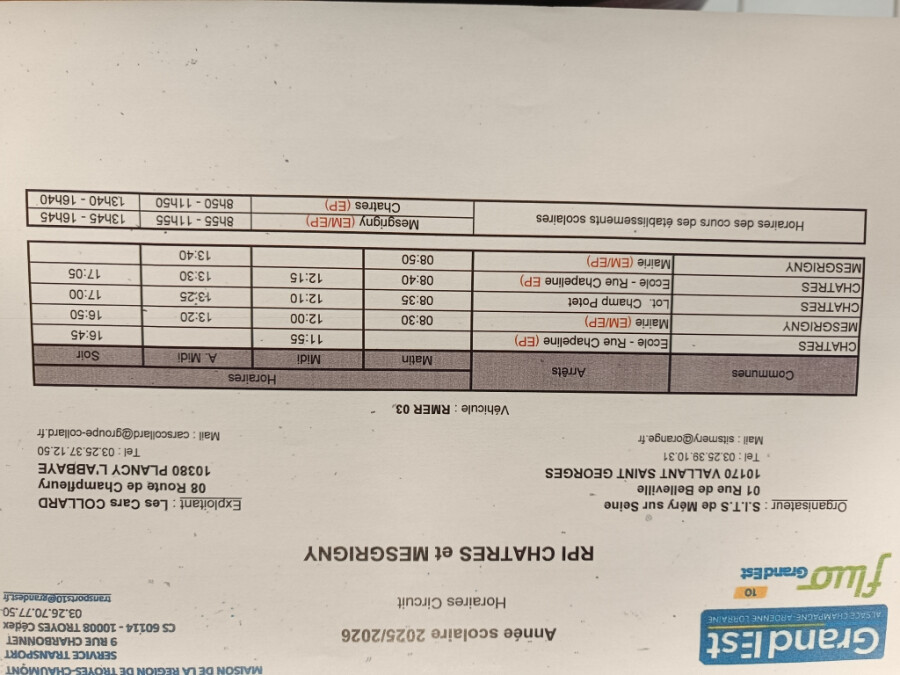 MAISON DE LA REGION DE TROYES-CHAUMONT
SERVICE TRANSPORT
9 RUE CHARBONNET
CS 60114 - 10008 TROYES Cédex
03.26.70.77.50
transports10@grandest.fr
GrandEst
ALSACE CHAMPAGNE-ARDENNE LORRAINE
10
fluo GrandEst
Année scolaire 2025/2026
Horaires Circuit
RPI CHATRES et MESGRIGNY
Organisateur : S.I.T.S de Méry sur Seine
01 Rue de Belleville
10170 VALLANT SAINT GEORGES
Tel : 03.25.39.10.31
Mail : sitsmery@orange.fr
Exploitant : Les Cars COLLARD
08 Route de Champfleury
10380 PLANCY L'ABBAYE
Tel : 03.25.37.12.50
Mail : carscollard@groupe-collard.fr
Véhicule : RMER 03
Communes Arrêts Horaires
Matin Midi A. Midi Soir
CHATRES Ecole - Rue Chapeline (EP) 11:55 16:45
MESGRIGNY Mairie (EM/EP) 08:30 12:00 13:20 16:50
CHATRES Lot. Champ Potet 08:35 12:10 13:25 17:00
CHATRES Ecole - Rue Chapeline (EP) 08:40 12:15 13:30 17:05
MESGRIGNY Mairie (EM/EP) 08:50 13:40
Horaires des cours des établissements scolaires
Mesgrigny (EM/EP) 8h55 - 11h55 13h45 - 16h45
Chatres (EP) 8h50 - 11h50 13h40 - 16h40